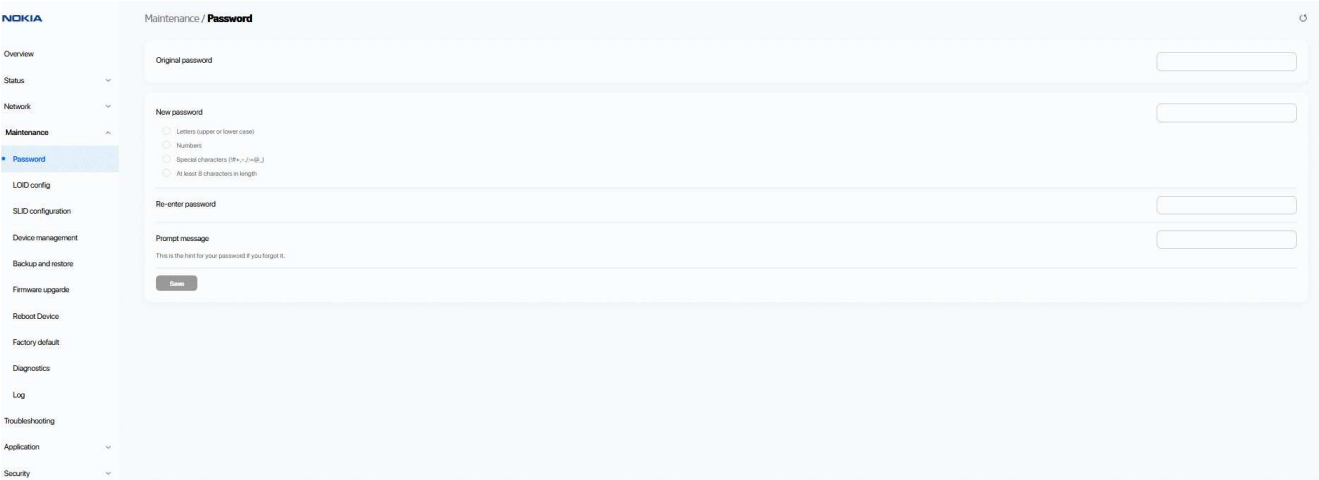 NOKIA
Maintenance / Password
Overview
Status
Network
Maintenance
Password
LOID config
SLID configuration
Device management
Backup and restore
Firmware upgarde
Reboot Device
Factory default
Diagnostics
Log
Troubleshooting
Application
Security
Original password
New password
Letters (upper or lower case)
Numbers
Special characters (!#+,-./:=@_)
At least 8 characters in length
Re-enter password
Prompt message
This is the hint for your password if you forgot it.
Save